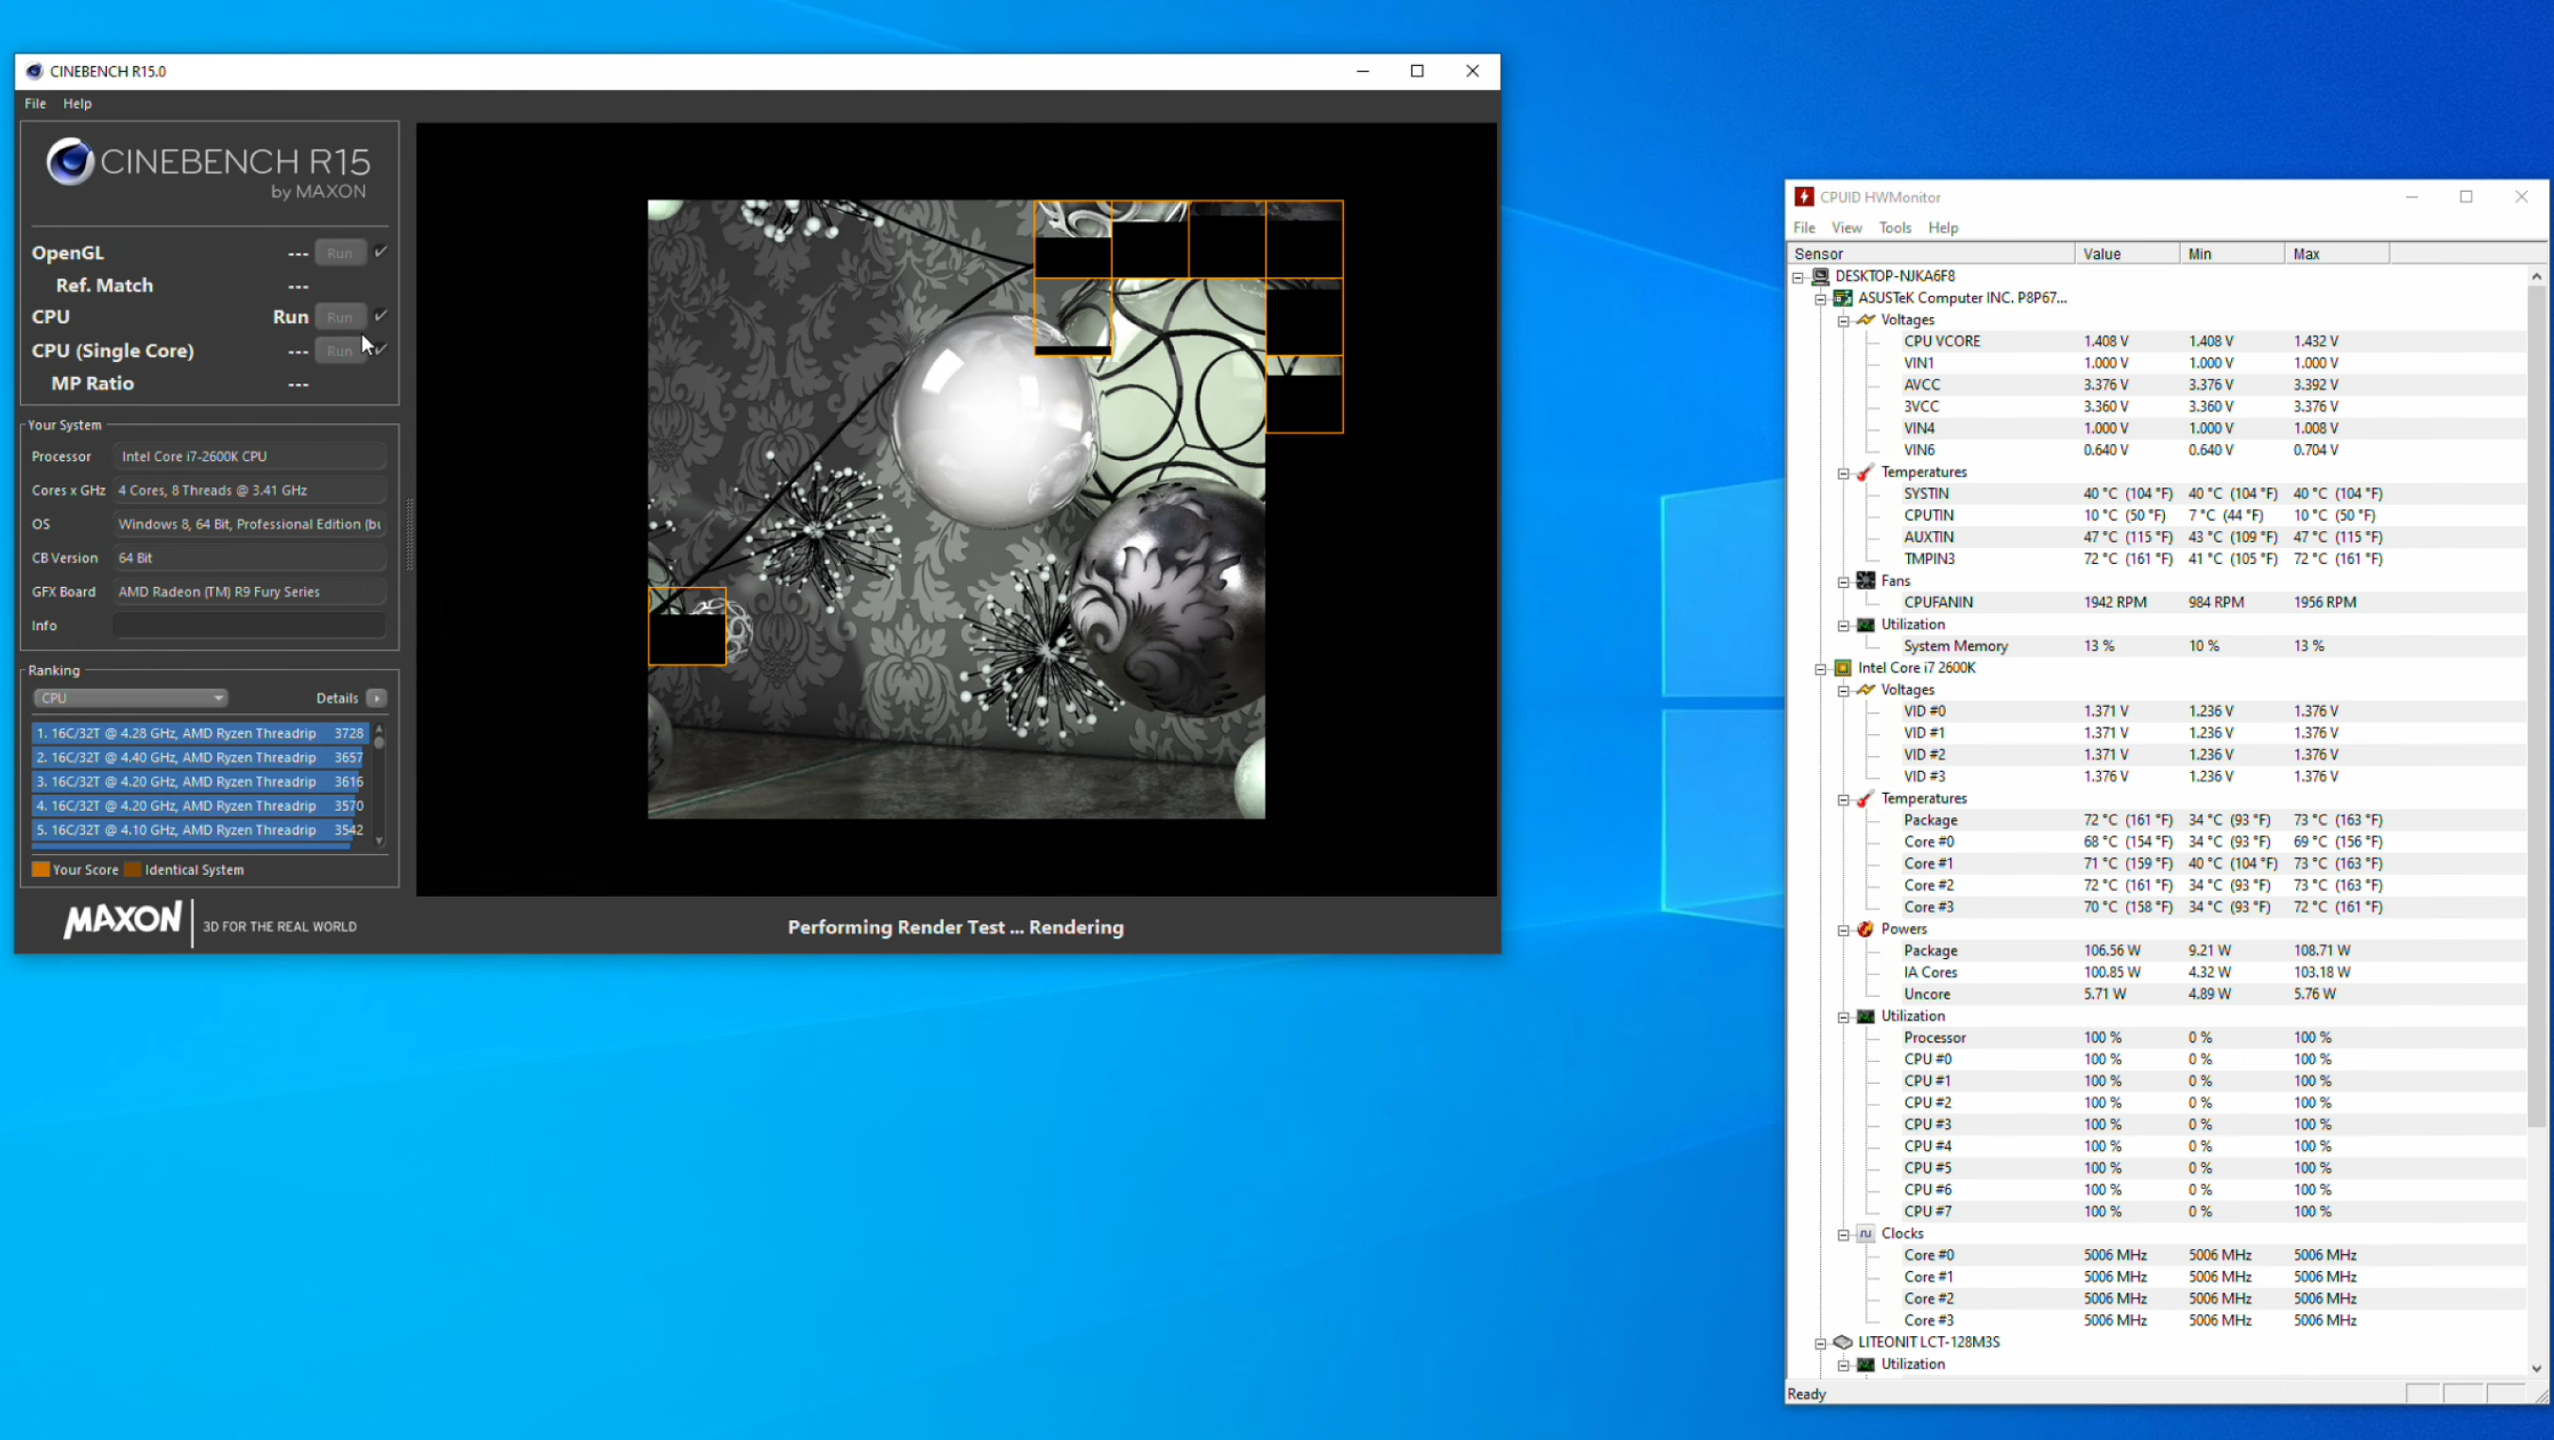 CINEBENCH R15.0
File Help
CINEBENCH R15
by MAXON
OpenGL --- Run
Ref. Match ---
CPU Run Run
CPU (Single Core) --- Run
MP Ratio ---
Your System
Processor Intel Core i7-2600K CPU
Cores x GHz 4 Cores, 8 Threads @ 3.41 GHz
OS Windows 8, 64 Bit, Professional Edition (bu
CB Version 64 Bit
GFX Board AMD Radeon (TM) R9 Fury Series
Info
Ranking
CPU Details
1. 16C/32T @ 4.28 GHz, AMD Ryzen Threadrip 3728
2. 16C/32T @ 4.40 GHz, AMD Ryzen Threadrip 3657
3. 16C/32T @ 4.20 GHz, AMD Ryzen Threadrip 3616
4. 16C/32T @ 4.20 GHz, AMD Ryzen Threadrip 3570
5. 16C/32T @ 4.10 GHz, AMD Ryzen Threadrip 3542
Your Score Identical System
MAXON 3D FOR THE REAL WORLD
Performing Render Test ... Rendering
CPUID HWMonitor
File View Tools Help
Sensor Value Min Max
DESKTOP-NJKA6F8
ASUSTeK Computer INC. P8P67...
Voltages
CPU VCORE 1.408 V 1.408 V 1.432 V
VIN1 1.000 V 1.000 V 1.000 V
AVCC 3.376 V 3.376 V 3.392 V
3VCC 3.360 V 3.360 V 3.376 V
VIN4 1.000 V 1.000 V 1.008 V
VIN6 0.640 V 0.640 V 0.704 V
Temperatures
SYSTIN 40 °C (104 °F) 40 °C (104 °F) 40 °C (104 °F)
CPUTIN 10 °C (50 °F) 7 °C (44 °F) 10 °C (50 °F)
AUXTIN 47 °C (115 °F) 43 °C (109 °F) 47 °C (115 °F)
TMPIN3 72 °C (161 °F) 41 °C (105 °F) 72 °C (161 °F)
Fans
CPUFANIN 1942 RPM 984 RPM 1956 RPM
Utilization
System Memory 13 % 10 % 13 %
Intel Core i7 2600K
Voltages
VID #0 1.371 V 1.236 V 1.376 V
VID #1 1.371 V 1.236 V 1.376 V
VID #2 1.371 V 1.236 V 1.376 V
VID #3 1.376 V 1.236 V 1.376 V
Temperatures
Package 72 °C (161 °F) 34 °C (93 °F) 73 °C (163 °F)
Core #0 68 °C (154 °F) 34 °C (93 °F) 69 °C (156 °F)
Core #1 71 °C (159 °F) 40 °C (104 °F) 73 °C (163 °F)
Core #2 72 °C (161 °F) 34 °C (93 °F) 73 °C (163 °F)
Core #3 70 °C (158 °F) 34 °C (93 °F) 72 °C (161 °F)
Powers
Package 106.56 W 9.21 W 108.71 W
IA Cores 100.85 W 4.32 W 103.18 W
Uncore 5.71 W 4.89 W 5.76 W
Utilization
Processor 100 % 0 % 100 %
CPU #0 100 % 0 % 100 %
CPU #1 100 % 0 % 100 %
CPU #2 100 % 0 % 100 %
CPU #3 100 % 0 % 100 %
CPU #4 100 % 0 % 100 %
CPU #5 100 % 0 % 100 %
CPU #6 100 % 0 % 100 %
CPU #7 100 % 0 % 100 %
Clocks
Core #0 5006 MHz 5006 MHz 5006 MHz
Core #1 5006 MHz 5006 MHz 5006 MHz
Core #2 5006 MHz 5006 MHz 5006 MHz
Core #3 5006 MHz 5006 MHz 5006 MHz
LITEONIT LCT-128M3S
Utilization
Ready